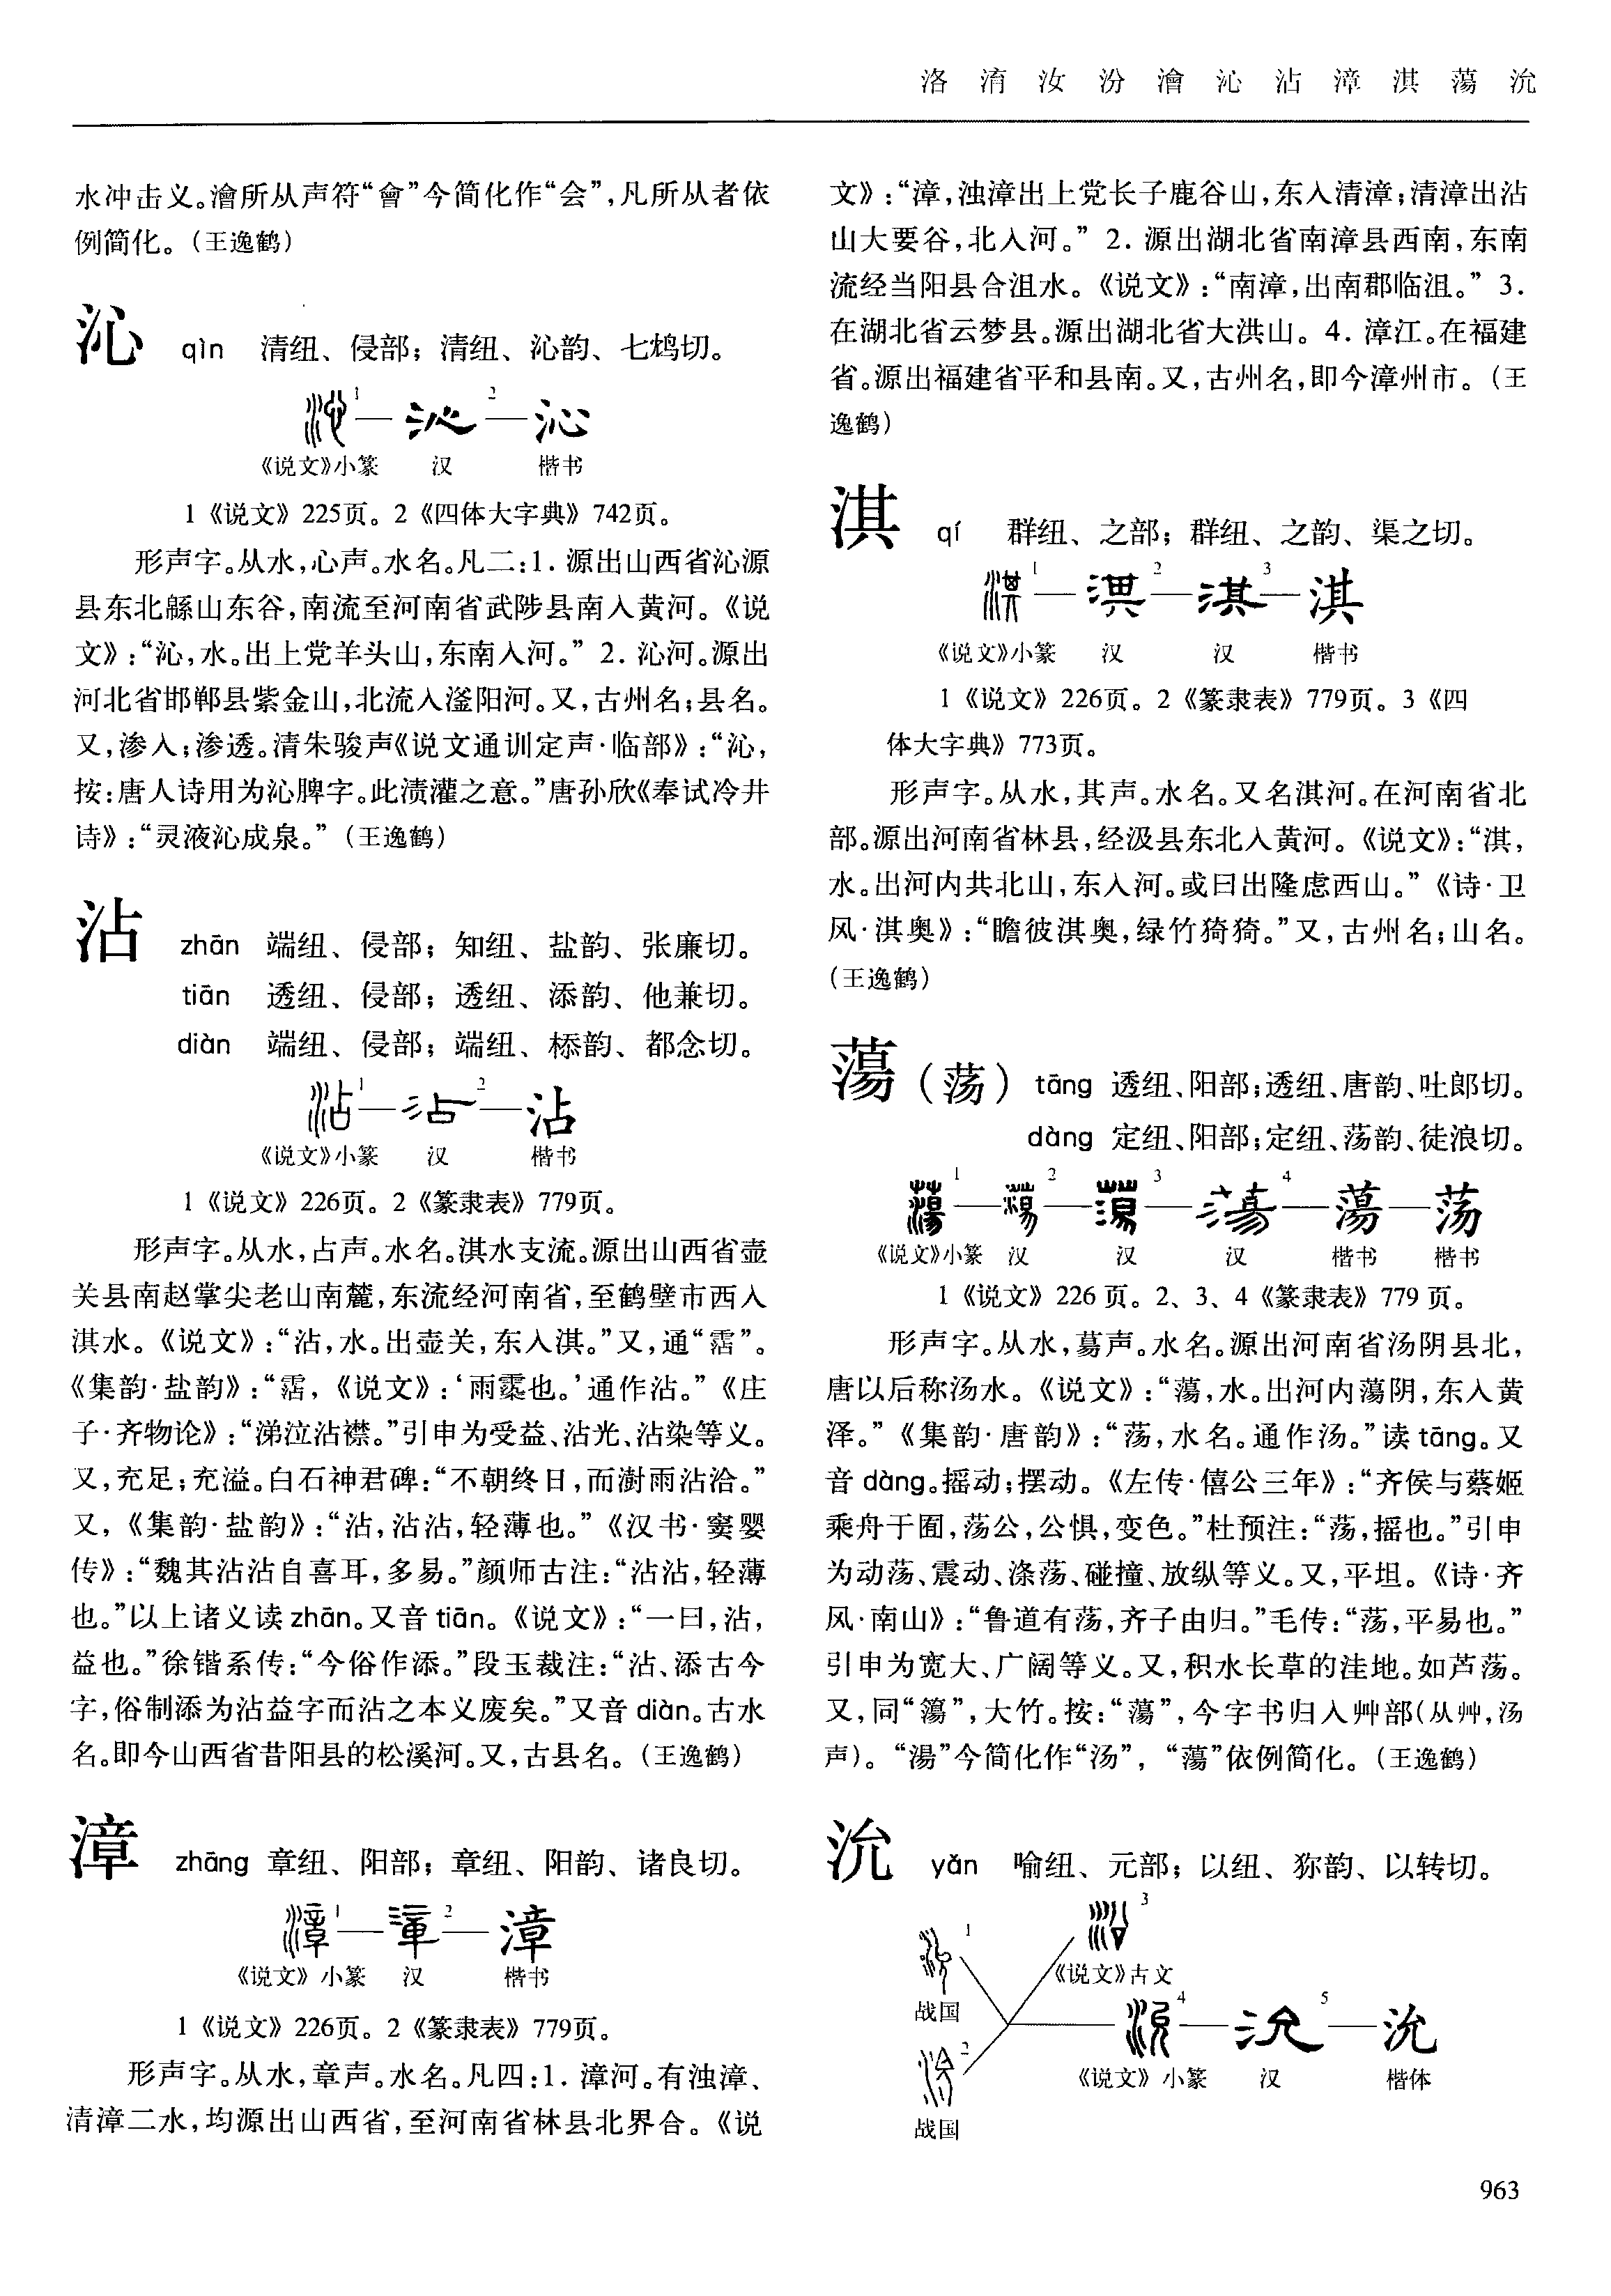 洛 淯 汝 汾 澮 沁 沾 漳 淇 蕩 沇
水冲击义。澮所从声符“會”今简化作“会”,凡所从者依
例简化。(王逸鹤)
沁 qìn 清纽、侵部；清纽、沁韵、七鸩切。
1 2
《说文》小篆 汉 楷书
1《说文》225页。2《四体大字典》742页。
形声字。从水,心声。水名。凡二:1. 源出山西省沁源
县东北緜山东谷,南流至河南省武陟县南入黄河。《说
文》:“沁,水。出上党羊头山,东南入河。” 2. 沁河。源出
河北省邯郸县紫金山,北流入滏阳河。又,古州名;县名。
又,渗入;渗透。清朱骏声《说文通训定声·临部》:“沁,
按:唐人诗用为沁脾字。此渍灌之意。”唐孙欣《奉试冷井
诗》:“灵液沁成泉。”(王逸鹤)
沾 zhān 端纽、侵部；知纽、盐韵、张廉切。
tiān 透纽、侵部；透纽、添韵、他兼切。
diàn 端纽、侵部；端纽、㮇韵、都念切。
1 2
《说文》小篆 汉 楷书
1《说文》226页。2《篆隶表》779页。
形声字。从水,占声。水名。淇水支流。源出山西省壶
关县南赵掌尖老山南麓,东流经河南省,至鹤壁市西入
淇水。《说文》:“沾,水。出壶关,东入淇。”又,通“霑”。
《集韵·盐韵》:“霑,《说文》:‘雨䨙也。’通作沾。”《庄
子·齐物论》:“涕泣沾襟。”引申为受益、沾光、沾染等义。
又,充足;充溢。白石神君碑:“不朝终日,而澍雨沾洽。”
又,《集韵·盐韵》:“沾,沾沾,轻薄也。”《汉书·窦婴
传》:“魏其沾沾自喜耳,多易。”颜师古注:“沾沾,轻薄
也。”以上诸义读zhān。又音tiān。《说文》:“一曰,沾,
益也。”徐锴系传:“今俗作添。”段玉裁注:“沾、添古今
字,俗制添为沾益字而沾之本义废矣。”又音diàn。古水
名。即今山西省昔阳县的松溪河。又,古县名。(王逸鹤)
漳 zhāng 章纽、阳部；章纽、阳韵、诸良切。
1 2
《说文》小篆 汉 楷书
1《说文》226页。2《篆隶表》779页。
形声字。从水,章声。水名。凡四:1. 漳河。有浊漳、
清漳二水,均源出山西省,至河南省林县北界合。《说
文》:“漳,浊漳出上党长子鹿谷山,东入清漳;清漳出沾
山大要谷,北入河。” 2. 源出湖北省南漳县西南,东南
流经当阳县合沮水。《说文》:“南漳,出南郡临沮。” 3.
在湖北省云梦县。源出湖北省大洪山。4. 漳江。在福建
省。源出福建省平和县南。又,古州名,即今漳州市。(王
逸鹤)
淇 qí 群纽、之部；群纽、之韵、渠之切。
1 2 3
《说文》小篆 汉 汉 楷书
1《说文》226页。2《篆隶表》779页。3《四
体大字典》773页。
形声字。从水,其声。水名。又名淇河。在河南省北
部。源出河南省林县,经汲县东北入黄河。《说文》:“淇,
水。出河内共北山,东入河。或曰出隆虑西山。”《诗·卫
风·淇奥》:“瞻彼淇奥,绿竹猗猗。”又,古州名;山名。
(王逸鹤)
蕩(荡) tāng 透纽、阳部;透纽、唐韵、吐郎切。
dàng 定纽、阳部;定纽、荡韵、徒浪切。
1 2 3 4
《说文》小篆 汉 汉 汉 楷书 楷书
1《说文》226页。2、3、4《篆隶表》779页。
形声字。从水,募声。水名。源出河南省汤阴县北,
唐以后称汤水。《说文》:“蕩,水。出河内蕩阴,东入黄
泽。”《集韵·唐韵》:“荡,水名。通作汤。”读tāng。又
音dàng。摇动;摆动。《左传·僖公三年》:“齐侯与蔡姬
乘舟于囿,荡公,公惧,变色。”杜预注:“荡,摇也。”引申
为动荡、震动、涤荡、碰撞、放纵等义。又,平坦。《诗·齐
风·南山》:“鲁道有荡,齐子由归。”毛传:“荡,平易也。”
引申为宽大、广阔等义。又,积水长草的洼地。如芦荡。
又,同“簜”,大竹。按:“蕩”,今字书归入艸部(从艸,汤
声)。“湯”今简化作“汤”,“蕩”依例简化。(王逸鹤)
沇 yǎn 喻纽、元部；以纽、狝韵、以转切。
1 3
战国 《说文》古文
2 4 5
《说文》小篆 汉 楷体
战国
963